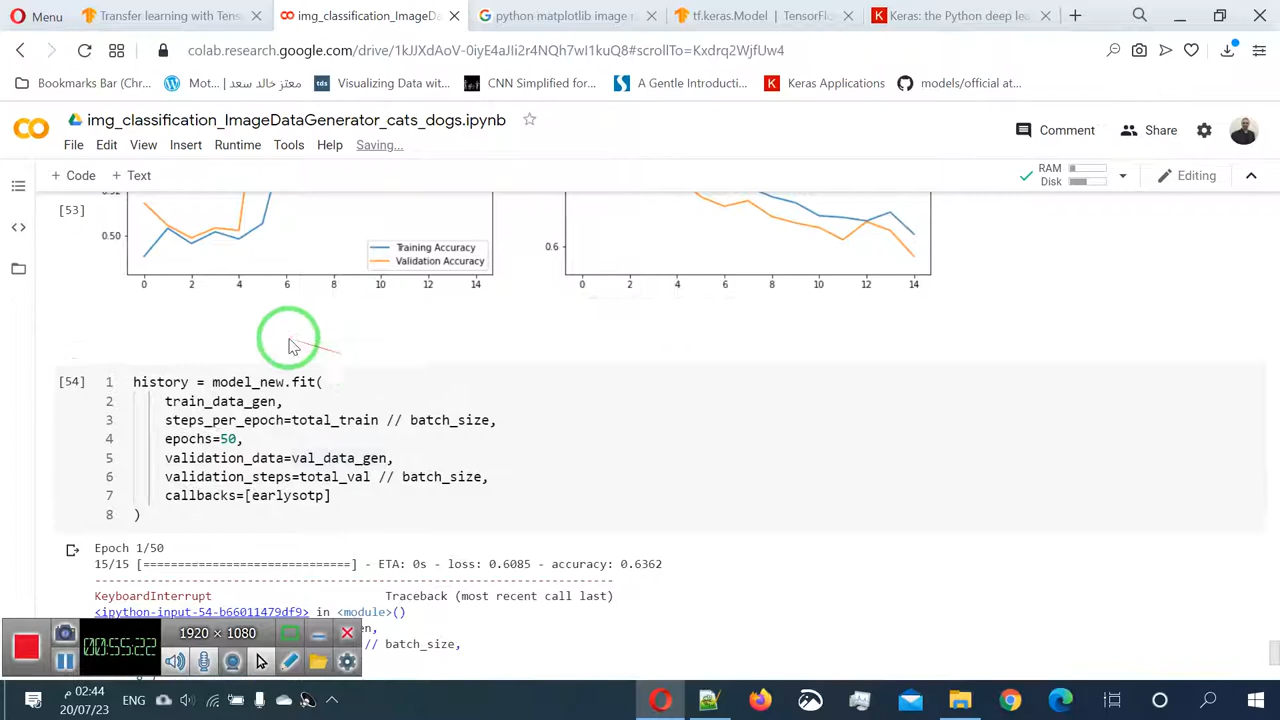 Menu
Transfer learning with Tens
img_classification_ImageDa
python matplotlib image
tf.keras.Model | TensorFlo
Keras: the Python deep lea
colab.research.google.com/drive/1kJJXdAoV-0iyE4aJIi2r4NQh7wI1kuQ8#scrollTo=Kxdrq2WjfUw4
Bookmarks Bar (Chr...
Mot... | معتز خالد سعد
tds
Visualizing Data wit...
CNN Simplified for...
A Gentle Introducti...
Keras Applications
models/official at...
img_classification_ImageDataGenerator_cats_dogs.ipynb
Comment
Share
File Edit View Insert Runtime Tools Help Saving...
+ Code + Text
RAM
Disk
Editing
[53]
0.52
0.50
Training Accuracy
Validation Accuracy
0 2 4 6 8 10 12 14
0.6
0 2 4 6 8 10 12 14
[54]
1 history = model_new.fit(
2 train_data_gen,
3 steps_per_epoch=total_train // batch_size,
4 epochs=50,
5 validation_data=val_data_gen,
6 validation_steps=total_val // batch_size,
7 callbacks=[earlysotp]
8 )
Epoch 1/50
15/15 [==============================] - ETA: 0s - loss: 0.6085 - accuracy: 0.6362
---------------------------------------------------------------------------
KeyboardInterrupt Traceback (most recent call last)
<ipython-input-54-b66011479df9> in <module>()
en,
// batch_size,
00:55:22
1920 × 1080
م 02:44
20/07/23
ENG